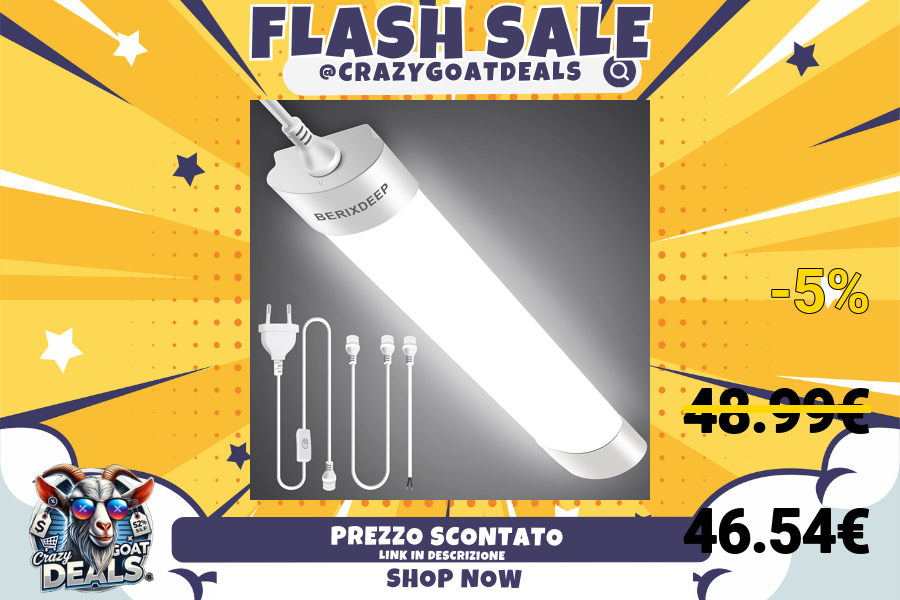 FLASH SALE
@CRAZYGOATDEALS
BERIXDEEP
-5%
48.99€
46.54€
PREZZO SCONTATO
LINK IN DESCRIZIONE
SHOP NOW
$
52%
Crazy
GOAT
DEALS